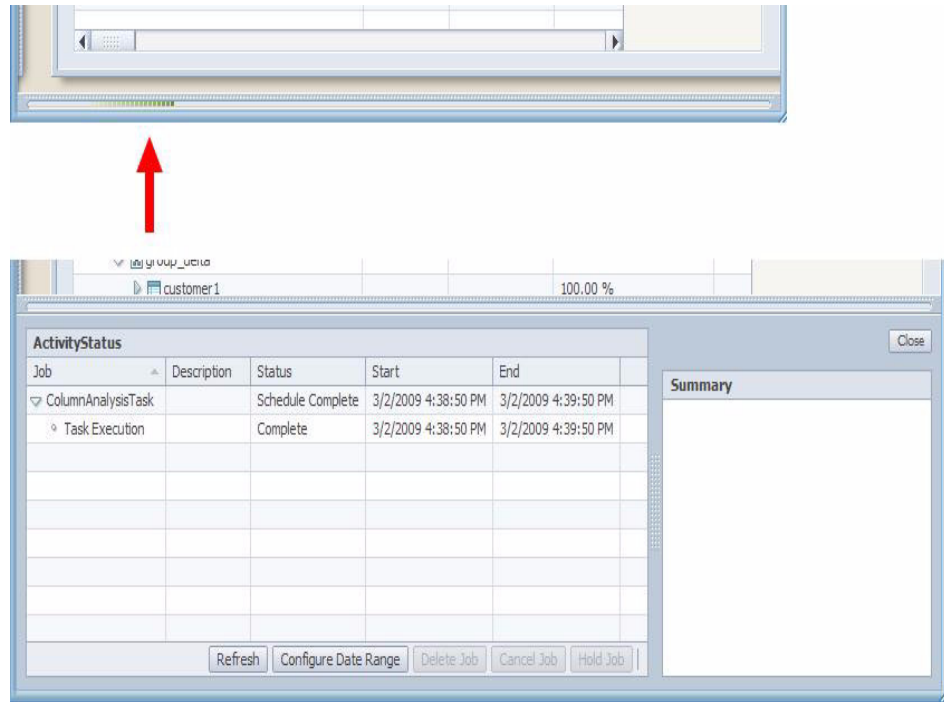 group_delta
customer1 100.00 %
ActivityStatus
Close
Job Description Status Start End
Summary
ColumnAnalysisTask Schedule Complete 3/2/2009 4:38:50 PM 3/2/2009 4:39:50 PM
Task Execution Complete 3/2/2009 4:38:50 PM 3/2/2009 4:39:50 PM
Refresh Configure Date Range Delete Job Cancel Job Hold Job